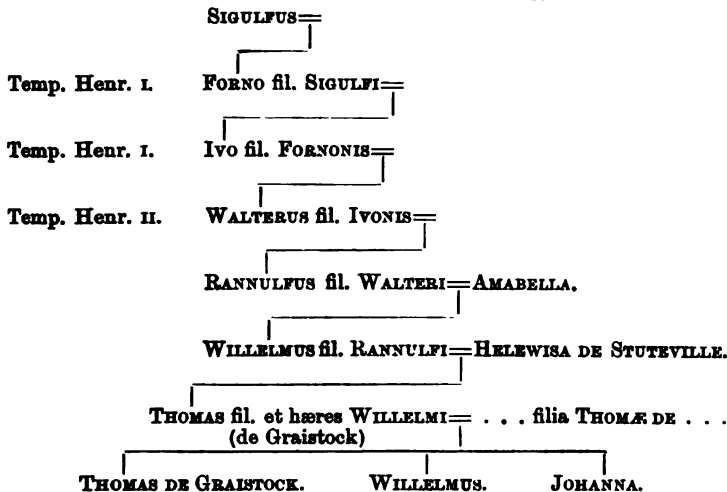 SIGULFUS=
Temp. Henr. I. FORNO fil. SIGULFI=
Temp. Henr. I. IVO fil. FORNONIS=
Temp. Henr. II. WALTERUS fil. IVONIS=
RANNULFUS fil. WALTERI=AMABELLA.
WILLELMUS fil. RANNULFI=HELEWISA DE STUTEVILLE.
THOMAS fil. et hæres WILLELMI= . . . filia THOMÆ DE . . .
(de Graistock)
THOMAS DE GRAISTOCK. WILLELMUS. JOHANNA.